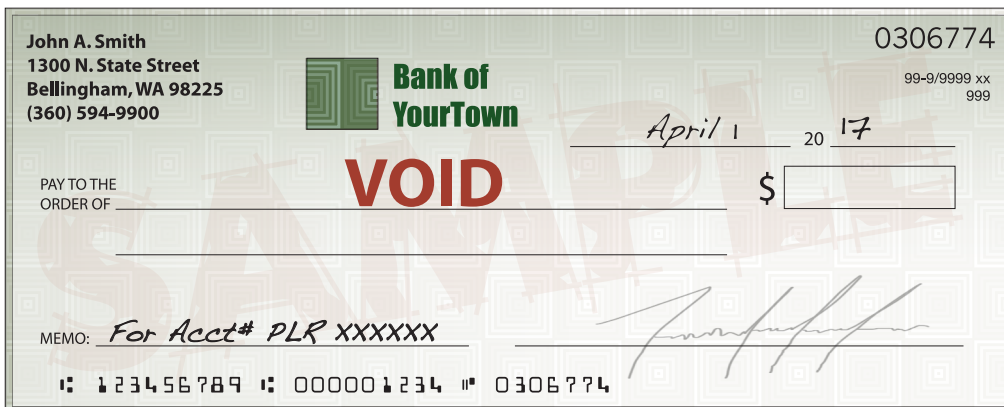 John A. Smith
1300 N. State Street
Bellingham, WA 98225
(360) 594-9900
Bank of
YourTown
0306774
99-9/9999 xx
999
April 1 20 17
VOID
PAY TO THE
ORDER OF
$
SAMPLE
MEMO: For Acct# PLR XXXXXX
⑆ 123456789 ⑆ 000001234 ⑈ 0306774